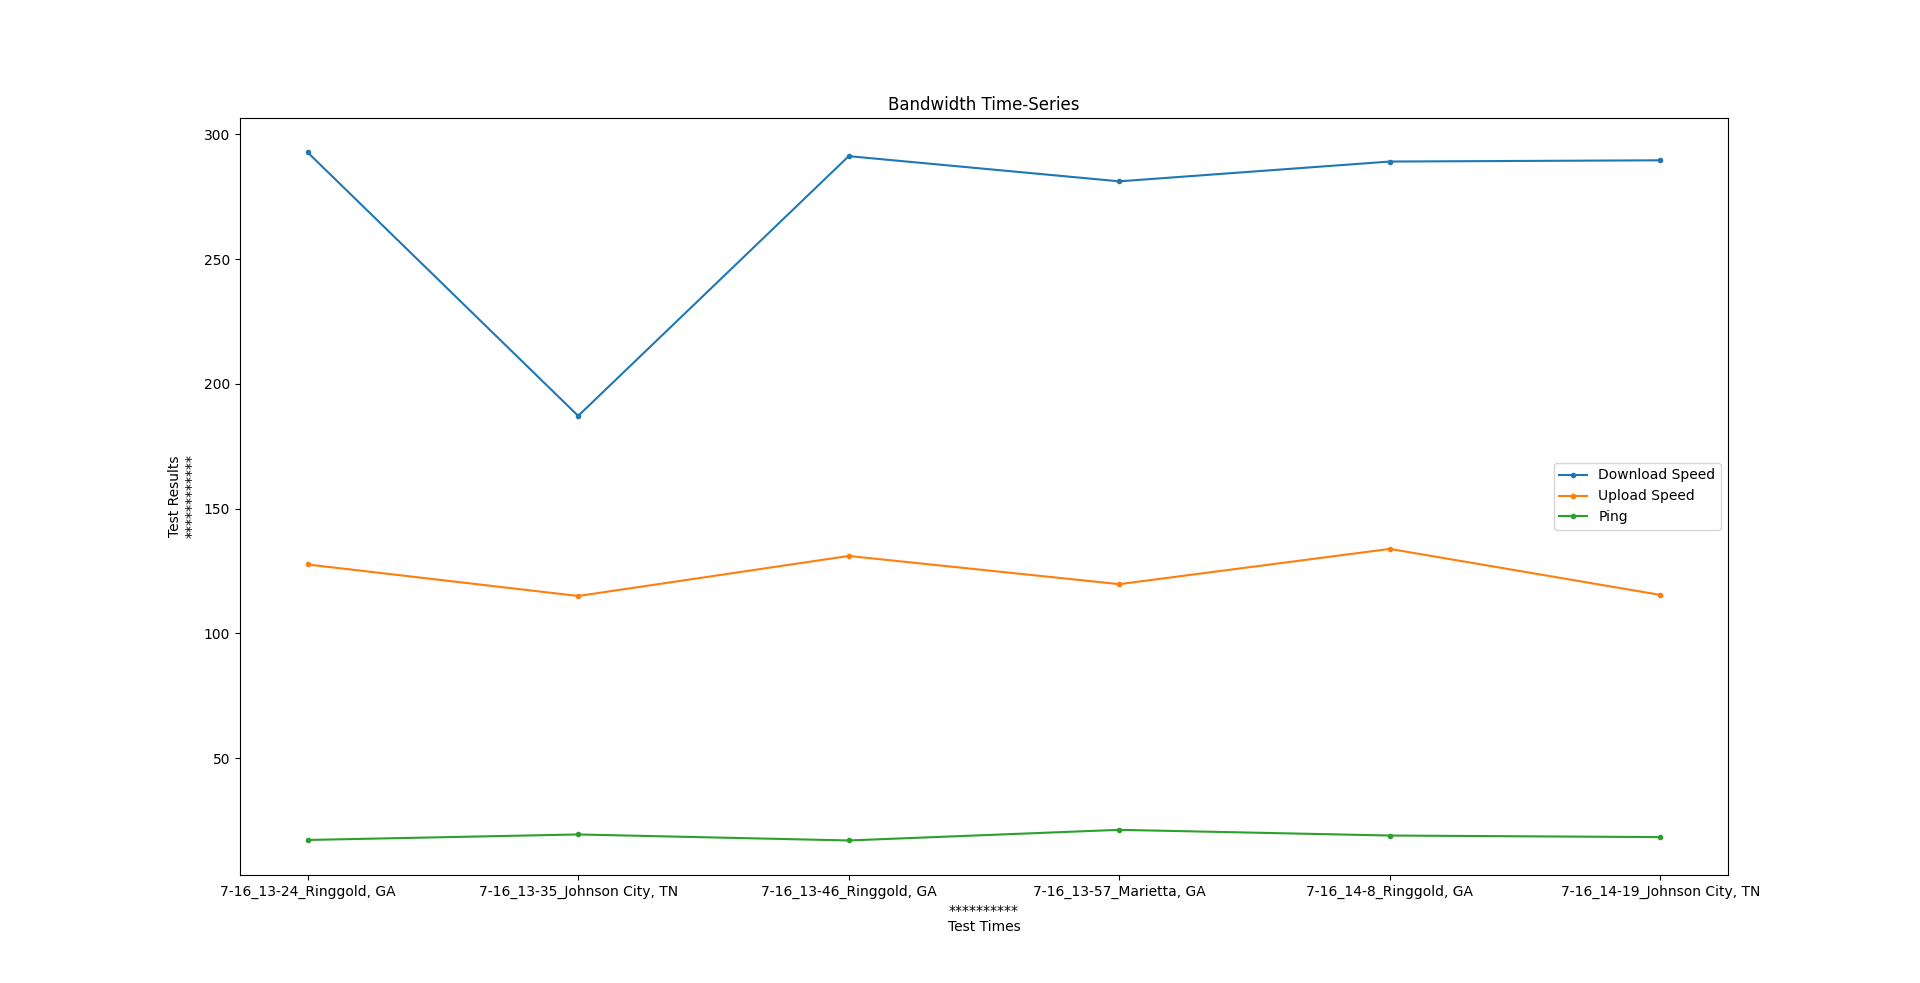 Bandwidth Time-Series
300
250
200
150
100
50
Test Results
************
Download Speed
Upload Speed
Ping
7-16_13-24_Ringgold, GA
7-16_13-35_Johnson City, TN
7-16_13-46_Ringgold, GA
7-16_13-57_Marietta, GA
7-16_14-8_Ringgold, GA
7-16_14-19_Johnson City, TN
**********
Test Times